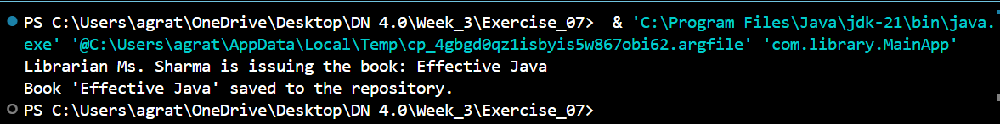 PS C:\Users\agrat\OneDrive\Desktop\DN 4.0\Week_3\Exercise_07>  & 'C:\Program Files\Java\jdk-21\bin\java.
exe' '@C:\Users\agrat\AppData\Local\Temp\cp_4gbgd0qz1isbyis5w867obi62.argfile' 'com.library.MainApp'
Librarian Ms. Sharma is issuing the book: Effective Java
Book 'Effective Java' saved to the repository.
PS C:\Users\agrat\OneDrive\Desktop\DN 4.0\Week_3\Exercise_07>